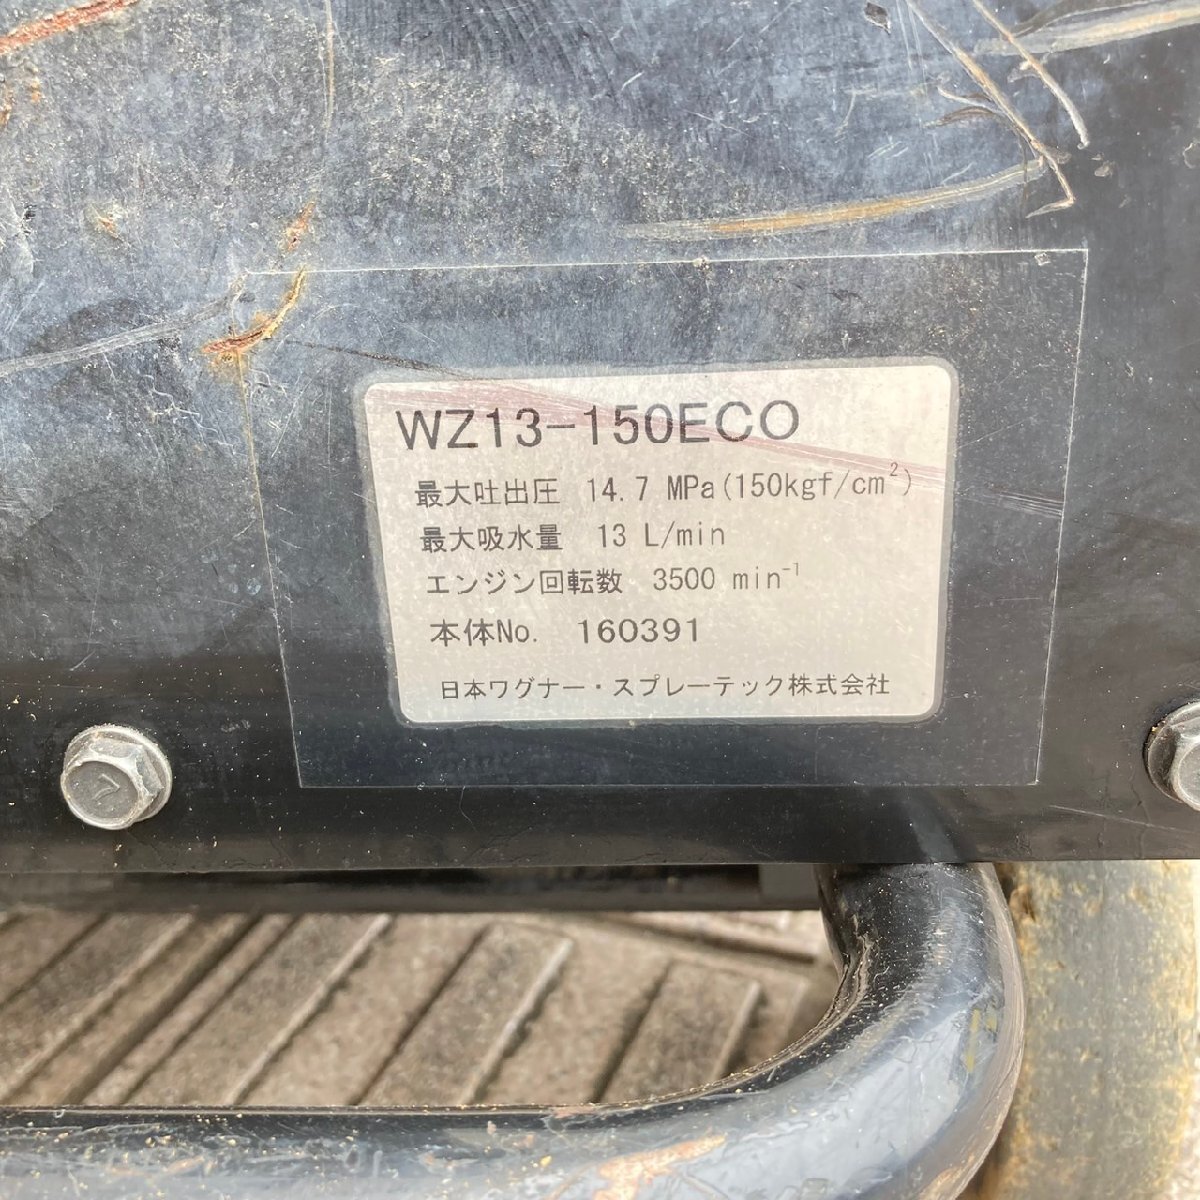 WZ13-150ECO
最大吐出圧 14.7 MPa(150kgf/cm²)
最大吸水量 13 L/min
エンジン回転数 3500 min⁻¹
本体No. 160391
日本ワグナー・スプレーテック株式会社
7